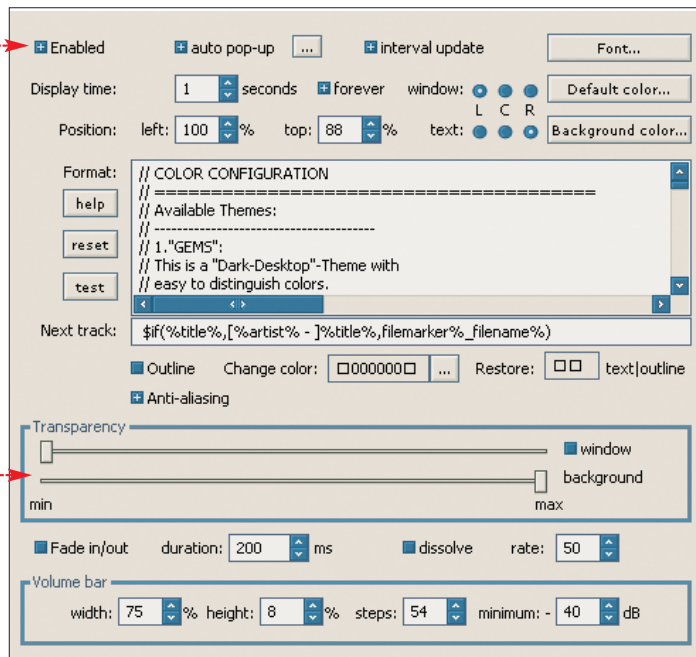 Enabled auto pop-up ... interval update Font...
Display time: 1 seconds forever window: Default color...
L C R
Position: left: 100 % top: 88 % text: Background color...
Format:
help
reset
test
// COLOR CONFIGURATION
// ==========================================
// Available Themes:
// ---------------------------------------
// 1."GEMS":
// This is a "Dark-Desktop"-Theme with
// easy to distinguish colors.
Next track: $if(%title%,[%artist% - ]%title%,filemarker%_filename%)
Outline Change color: □000000□ ... Restore: □□ text|outline
Anti-aliasing
Transparency
window
background
min max
Fade in/out duration: 200 ms dissolve rate: 50
Volume bar
width: 75 % height: 8 % steps: 54 minimum: - 40 dB